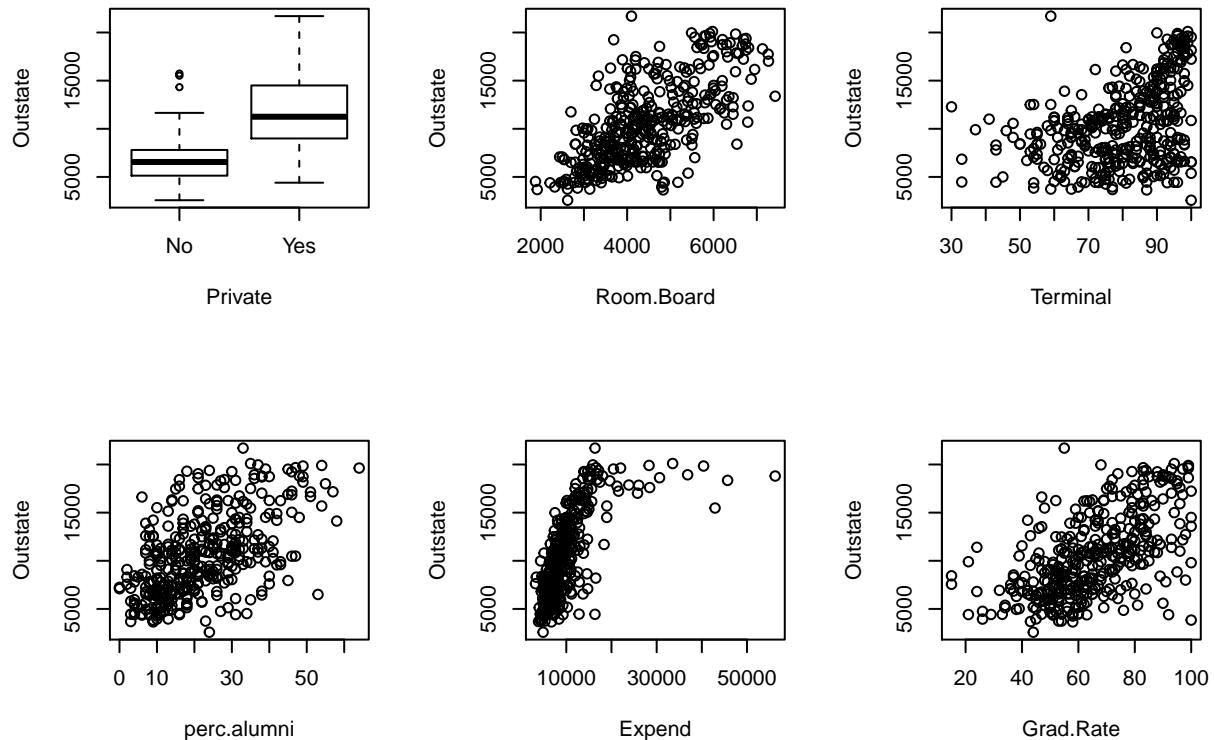 Outstate
5000 15000
No Yes
Private
Outstate
5000 15000
2000 4000 6000
Room.Board
Outstate
5000 15000
30 50 70 90
Terminal
Outstate
5000 15000
0 10 30 50
perc.alumni
Outstate
5000 15000
10000 30000 50000
Expend
Outstate
5000 15000
20 40 60 80 100
Grad.Rate